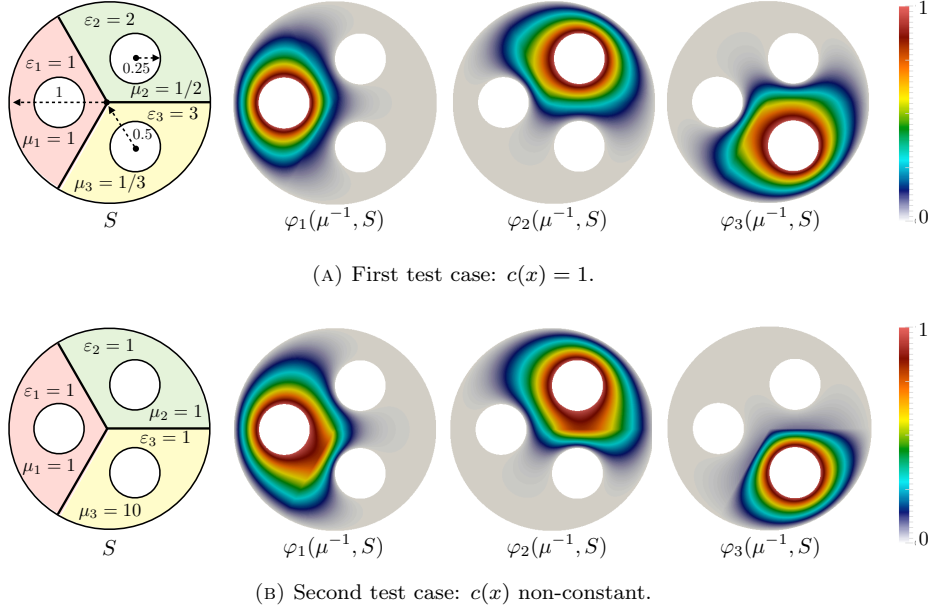 ε₂ = 2
ε₁ = 1
0.25
1
μ₂ = 1/2
ε₃ = 3
μ₁ = 1
0.5
μ₃ = 1/3
S
φ₁(μ⁻¹, S)
φ₂(μ⁻¹, S)
φ₃(μ⁻¹, S)
1
0
(A) First test case: c(x) = 1.
ε₂ = 1
ε₁ = 1
μ₂ = 1
ε₃ = 1
μ₁ = 1
μ₃ = 10
S
φ₁(μ⁻¹, S)
φ₂(μ⁻¹, S)
φ₃(μ⁻¹, S)
1
0
(B) Second test case: c(x) non-constant.